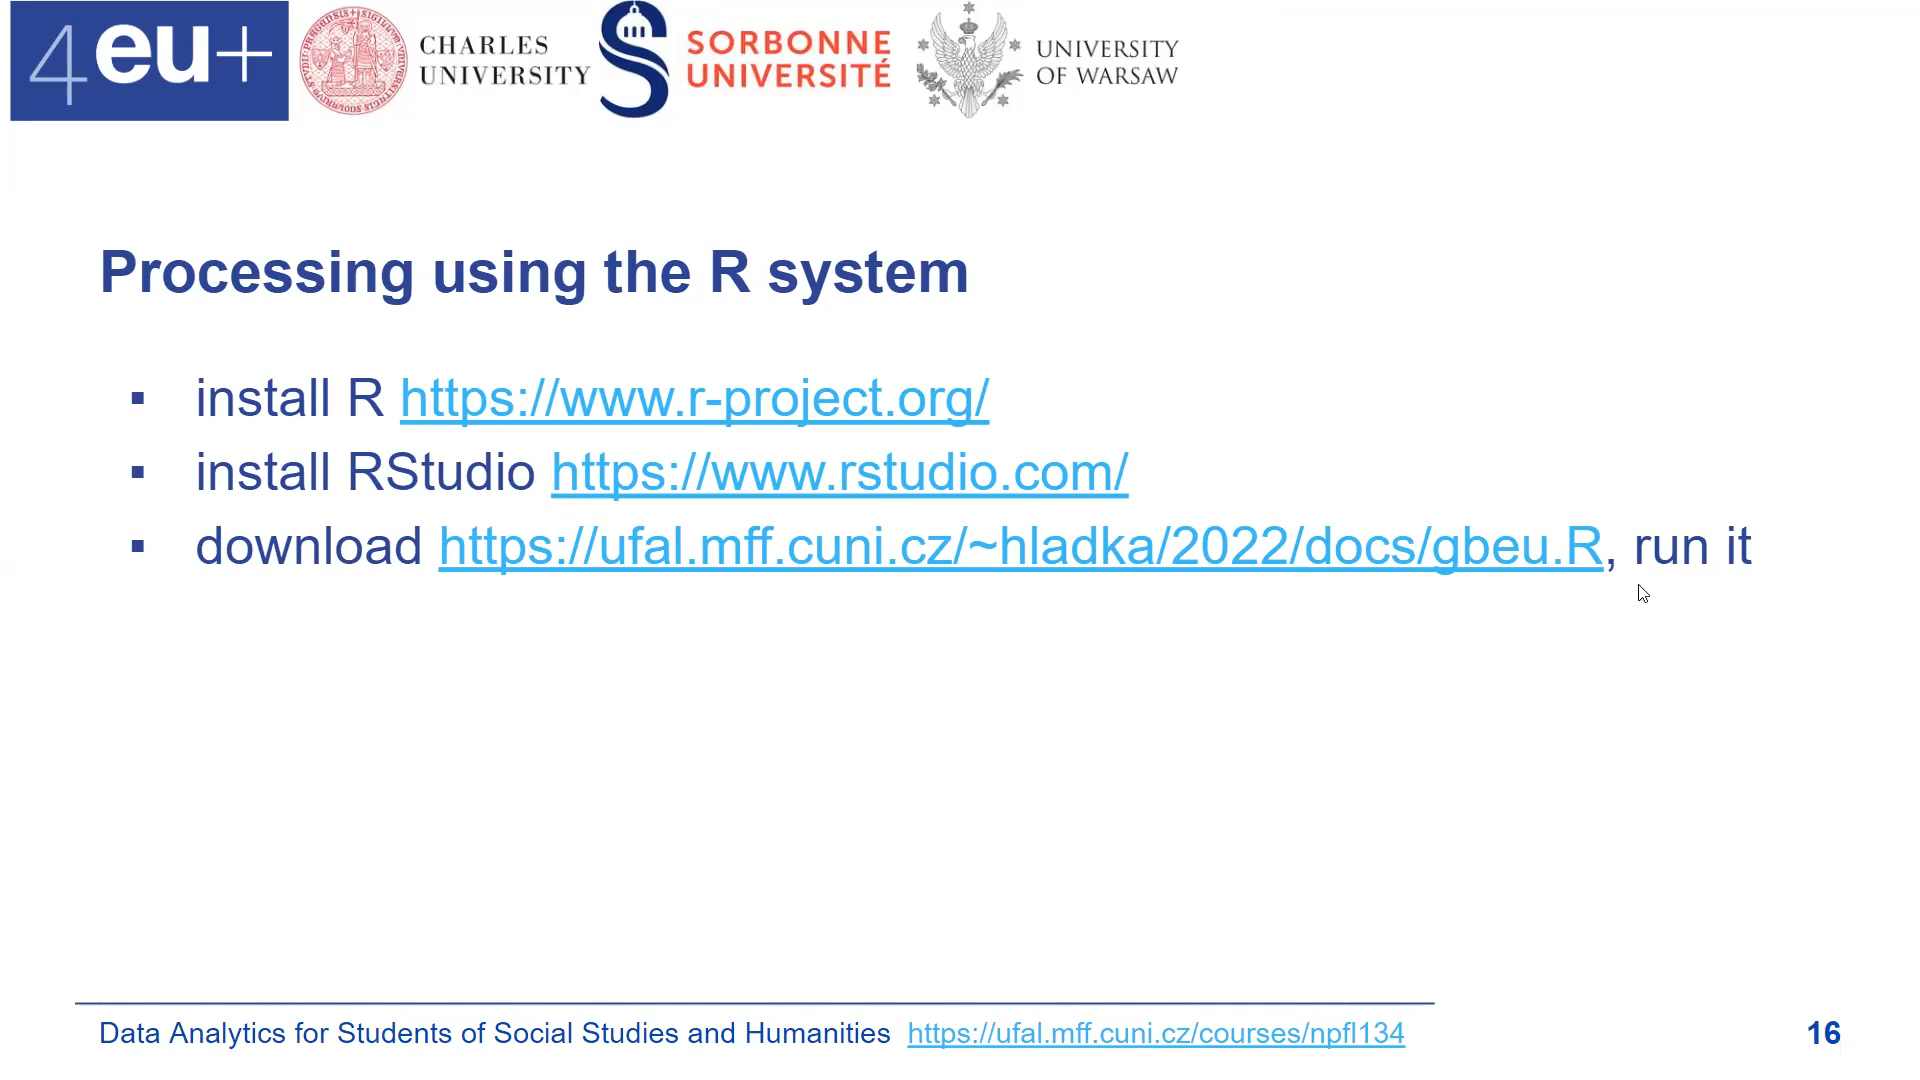 4eu+
CHARLES
UNIVERSITY
SORBONNE
UNIVERSITÉ
UNIVERSITY
OF WARSAW
Processing using the R system
▪ install R https://www.r-project.org/
▪ install RStudio https://www.rstudio.com/
▪ download https://ufal.mff.cuni.cz/~hladka/2022/docs/gbeu.R, run it
Data Analytics for Students of Social Studies and Humanities https://ufal.mff.cuni.cz/courses/npfl134
16